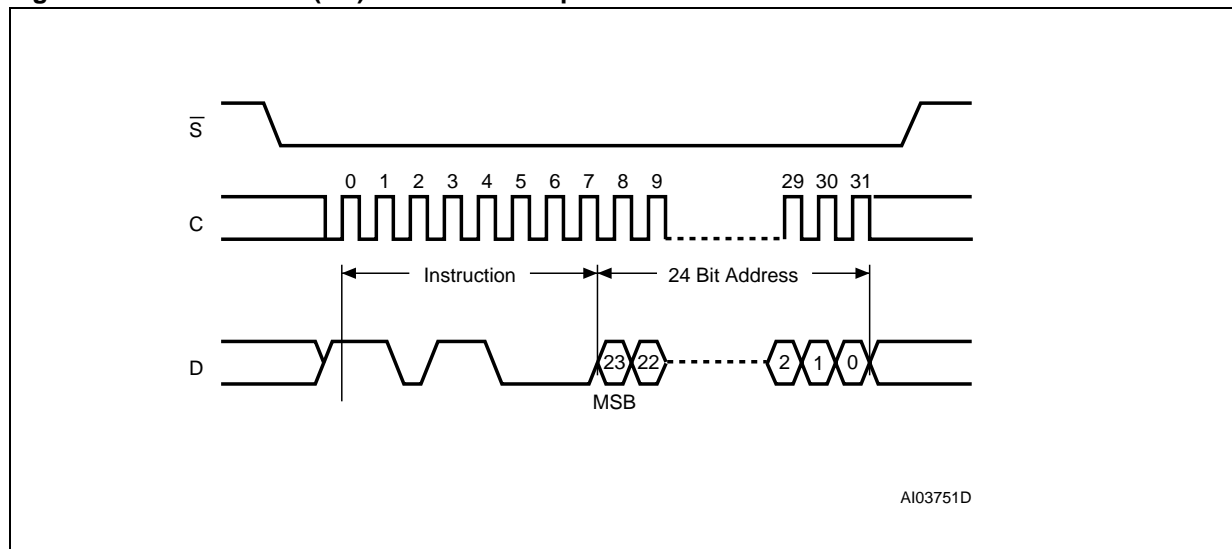 S̅
0 1 2 3 4 5 6 7 8 9 29 30 31
C
Instruction 24 Bit Address
D
23 22 2 1 0
MSB
AI03751D